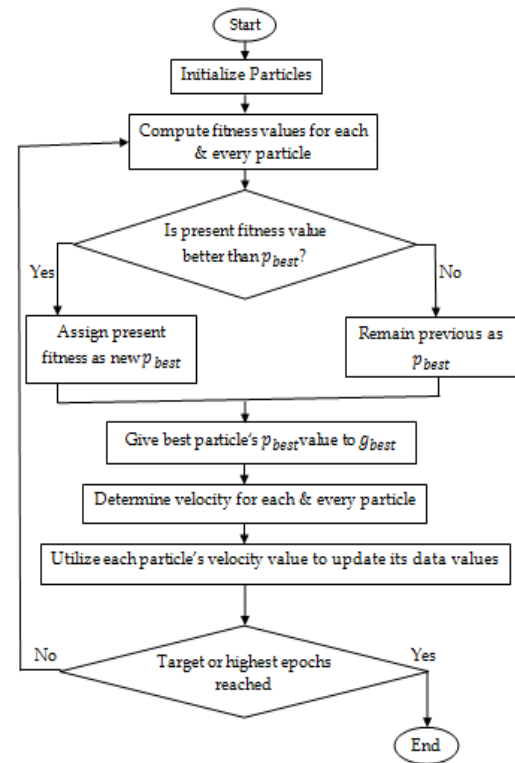 Start
Initialize Particles
Compute fitness values for each
& every particle
Is present fitness value
better than p_best?
Yes
No
Assign present
fitness as new p_best
Remain previous as
p_best
Give best particle's p_best value to g_best
Determine velocity for each & every particle
Utilize each particle's velocity value to update its data values
No
Target or highest epochs
reached
Yes
End